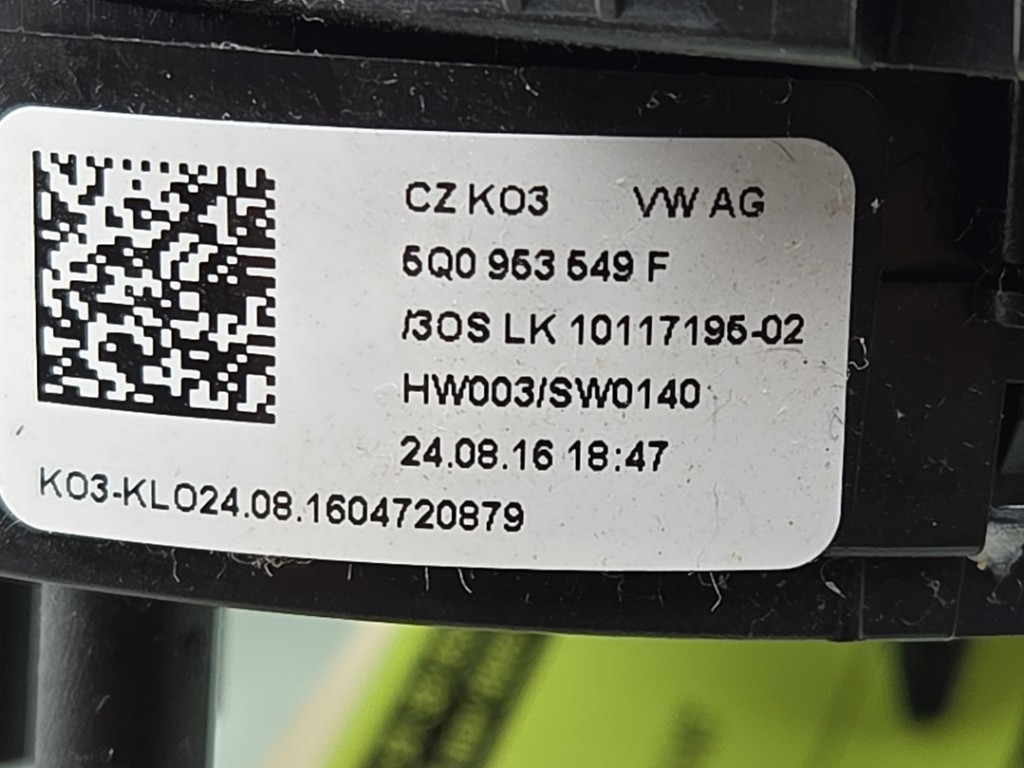 CZ KO3 VW AG
5Q0 953 549 F
/3OS LK 10117195-02
HW003/SW0140
24.08.16 18:47
KO3-KLO24.08.1604720879